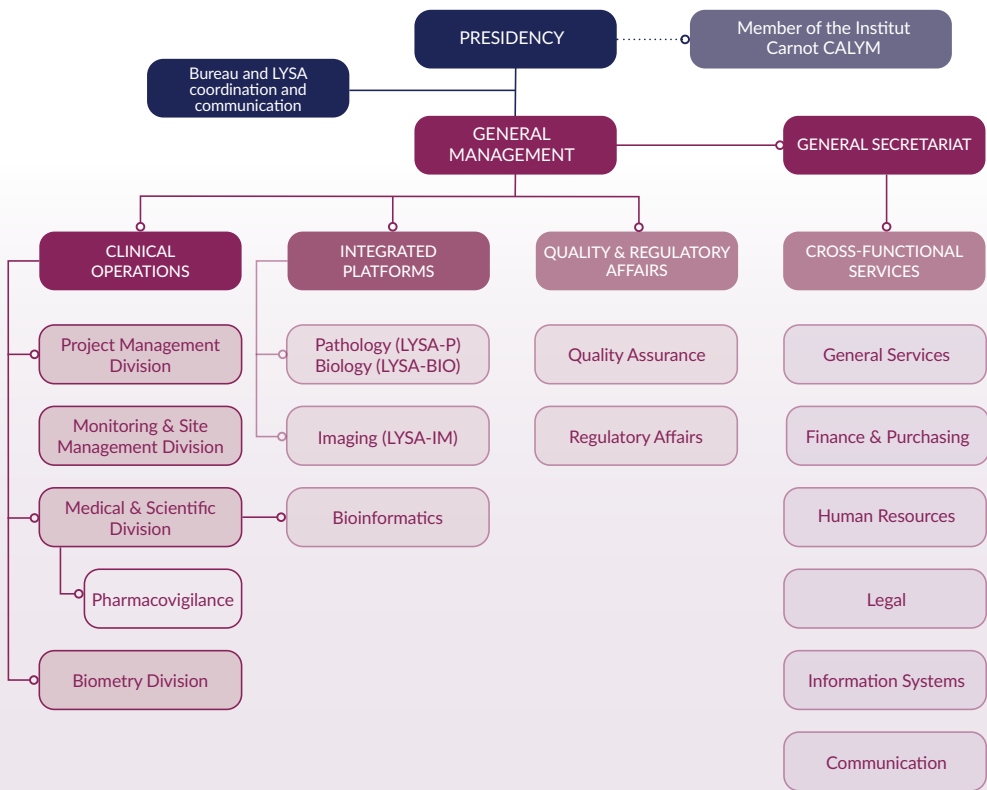 PRESIDENCY
Member of the Institut
Carnot CALYM
Bureau and LYSA
coordination and
communication
GENERAL
MANAGEMENT
GENERAL SECRETARIAT
CLINICAL
OPERATIONS
INTEGRATED
PLATFORMS
QUALITY & REGULATORY
AFFAIRS
CROSS-FUNCTIONAL
SERVICES
Project Management
Division
Pathology (LYSA-P)
Biology (LYSA-BIO)
Quality Assurance
General Services
Monitoring & Site
Management Division
Imaging (LYSA-IM)
Regulatory Affairs
Finance & Purchasing
Medical & Scientific
Division
Bioinformatics
Human Resources
Pharmacovigilance
Legal
Biometry Division
Information Systems
Communication